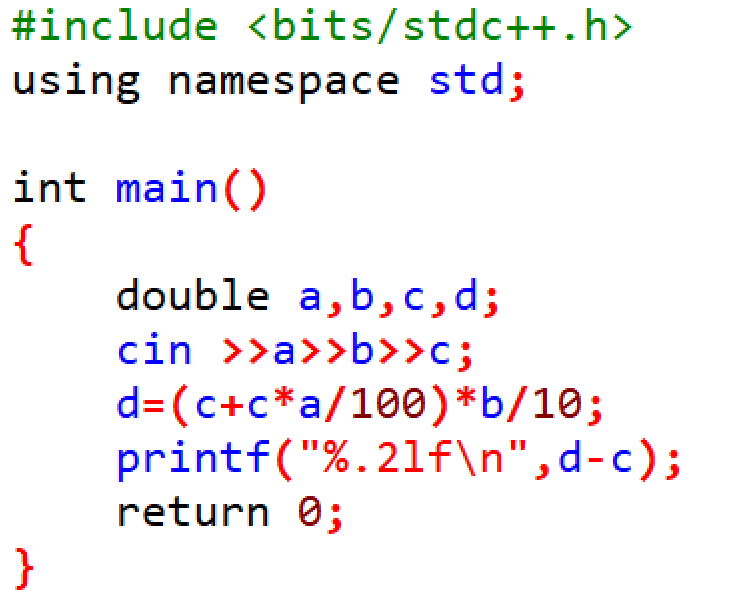 #include <bits/stdc++.h>
using namespace std;

int main()
{
    double a,b,c,d;
    cin >>a>>b>>c;
    d=(c+c*a/100)*b/10;
    printf("%.2lf\n",d-c);
    return 0;
}